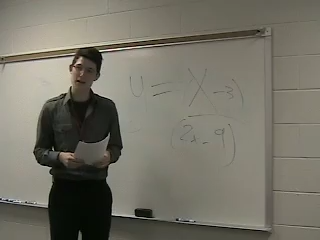 U = X - 3)
(2x - 9)